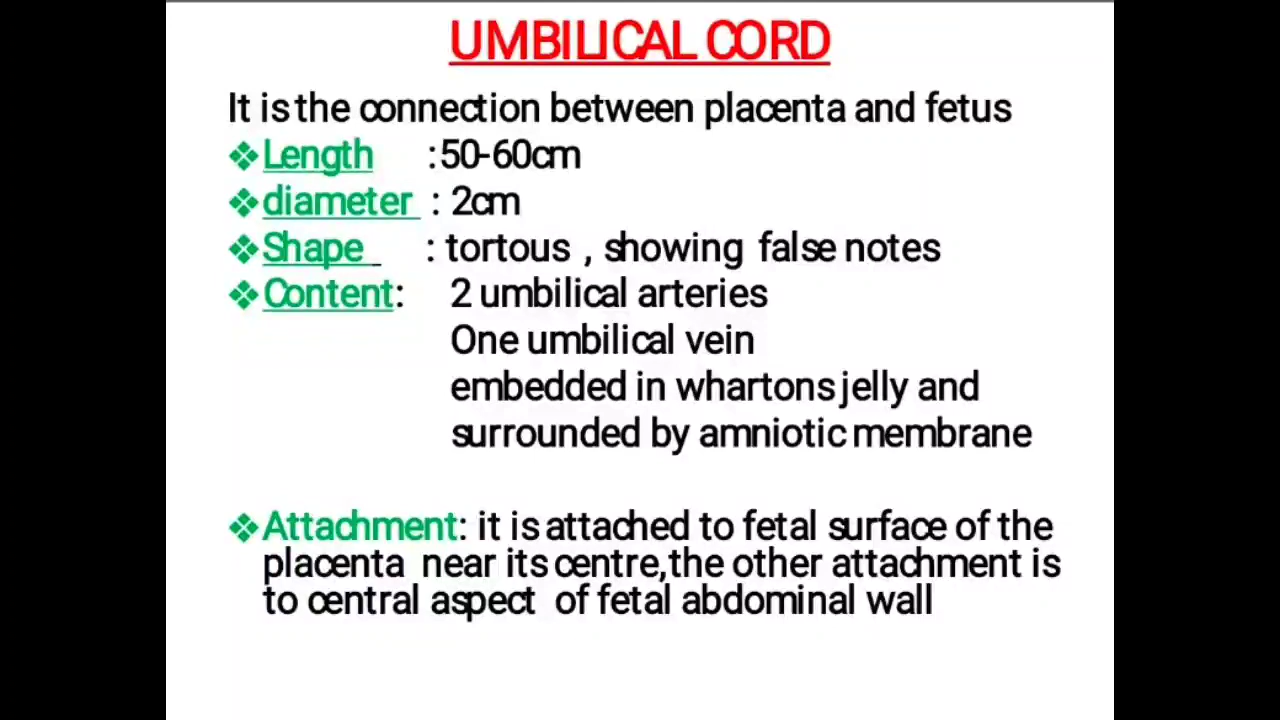 UMBILICAL CORD
It is the connection between placenta and fetus
❖Length :50-60cm
❖diameter : 2cm
❖Shape _ : tortous , showing false notes
❖Content: 2 umbilical arteries
One umbilical vein
embedded in whartons jelly and
surrounded by amniotic membrane
❖Attachment: it is attached to fetal surface of the
placenta near its centre,the other attachment is
to central aspect of fetal abdominal wall